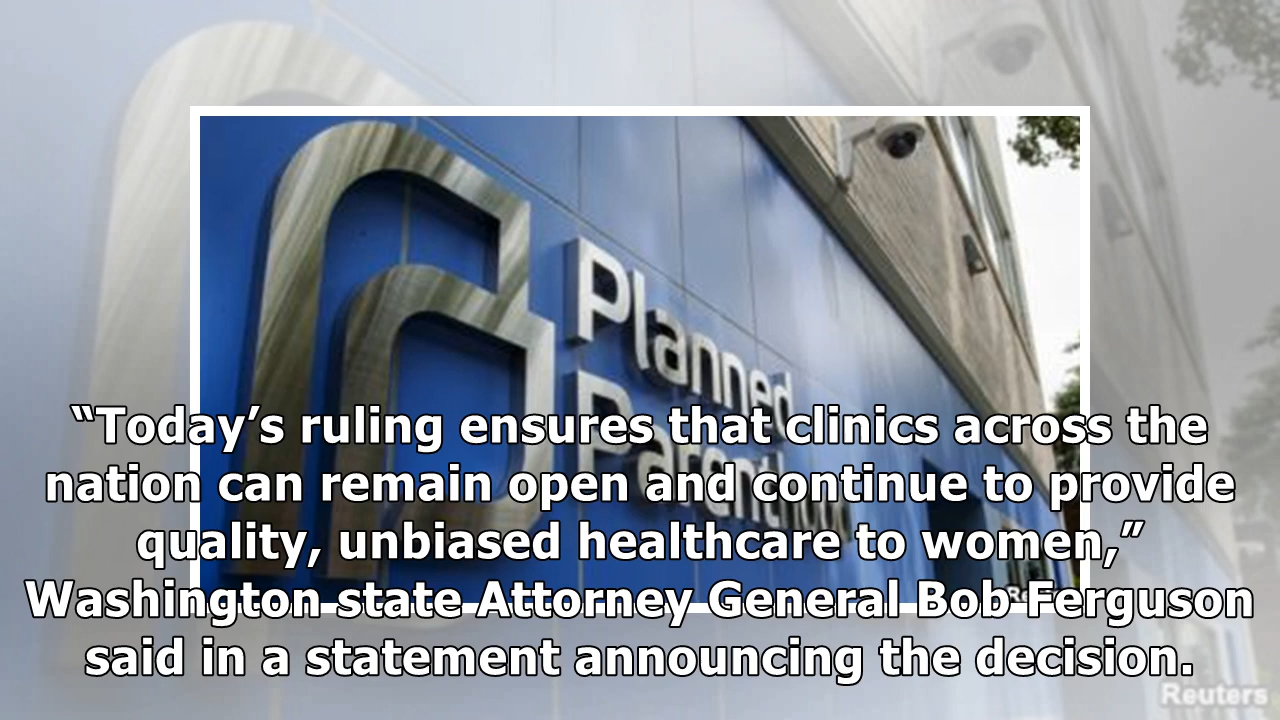 Planned
Parenthood
“Today’s ruling ensures that clinics across the
nation can remain open and continue to provide
quality, unbiased healthcare to women,”
Washington state Attorney General Bob Ferguson
said in a statement announcing the decision.
Reuters